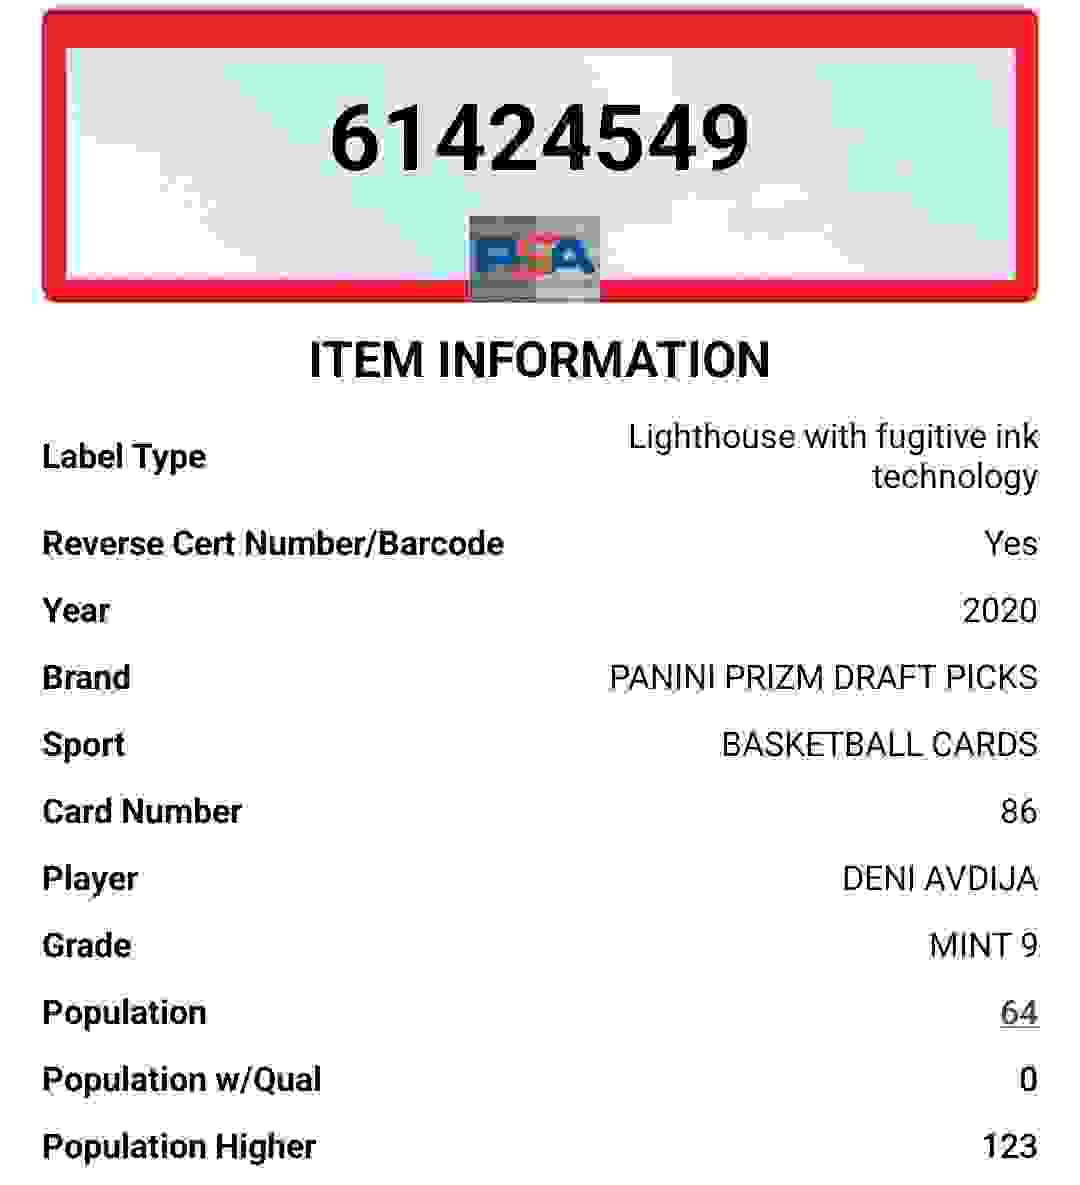 61424549
PSA
ITEM INFORMATION
Label Type Lighthouse with fugitive ink
technology
Reverse Cert Number/Barcode Yes
Year 2020
Brand PANINI PRIZM DRAFT PICKS
Sport BASKETBALL CARDS
Card Number 86
Player DENI AVDIJA
Grade MINT 9
Population 64
Population w/Qual 0
Population Higher 123